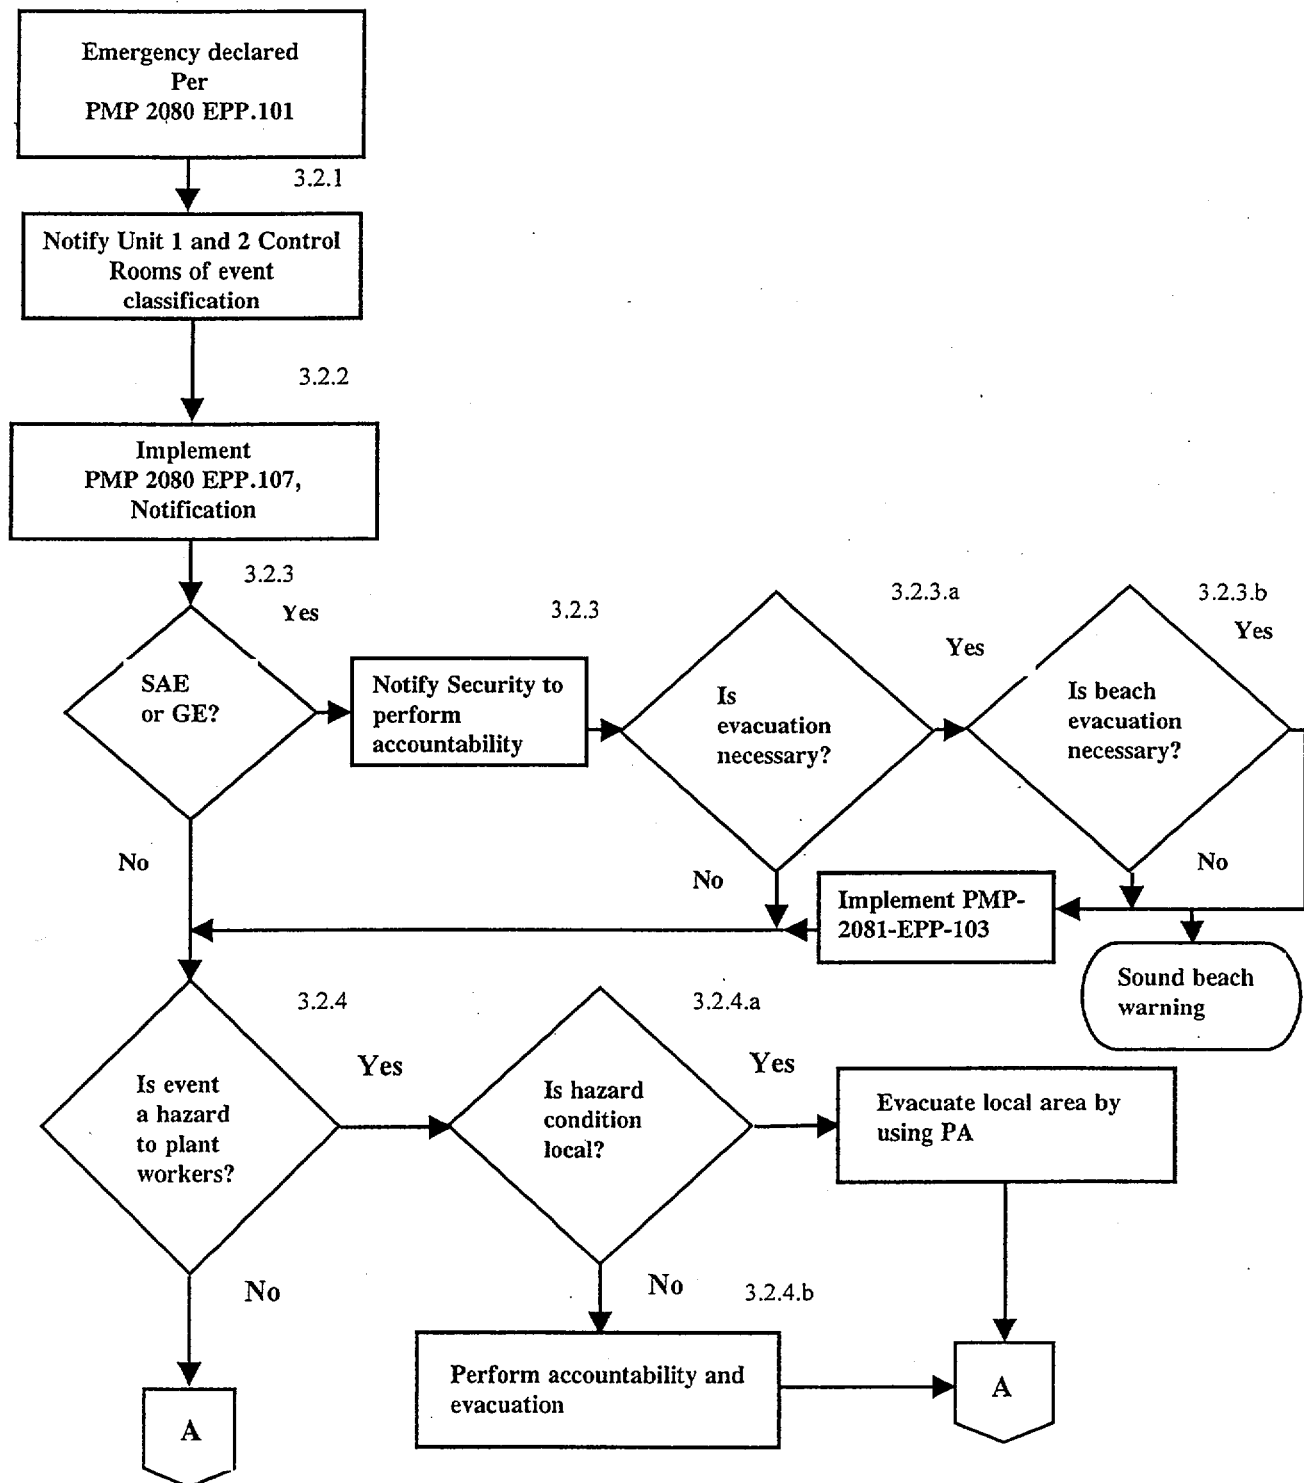 Emergency declared
Per
PMP 2080 EPP.101
3.2.1
Notify Unit 1 and 2 Control
Rooms of event
classification
3.2.2
Implement
PMP 2080 EPP.107,
Notification
3.2.3
Yes
SAE
or GE?
No
3.2.3
Notify Security to
perform
accountability
3.2.3.a
Yes
Is
evacuation
necessary?
No
3.2.3.b
Yes
Is beach
evacuation
necessary?
No
Implement PMP-
2081-EPP-103
Sound beach
warning
3.2.4
Yes
Is event
a hazard
to plant
workers?
No
3.2.4.a
Yes
Is hazard
condition
local?
No
Evacuate local area by
using PA
3.2.4.b
Perform accountability and
evacuation
A
A